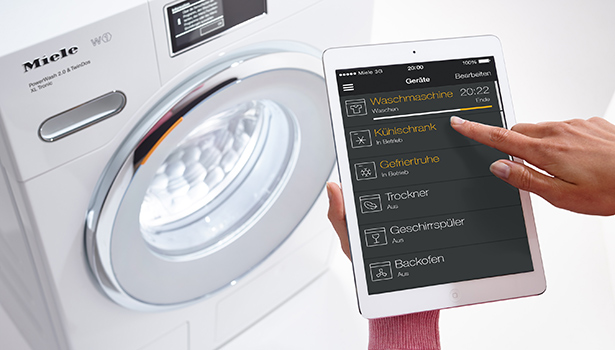 Miele W1
PowerWash 2.0 & TwinDos
XL Tronic
Miele 3G 20:00 100%
Geräte Bearbeiten
Waschmaschine 20:22
Waschen Ende
Kühlschrank
In Betrieb
Gefriertruhe
In Betrieb
Trockner
Aus
Geschirrspüler
Aus
Backofen
Aus